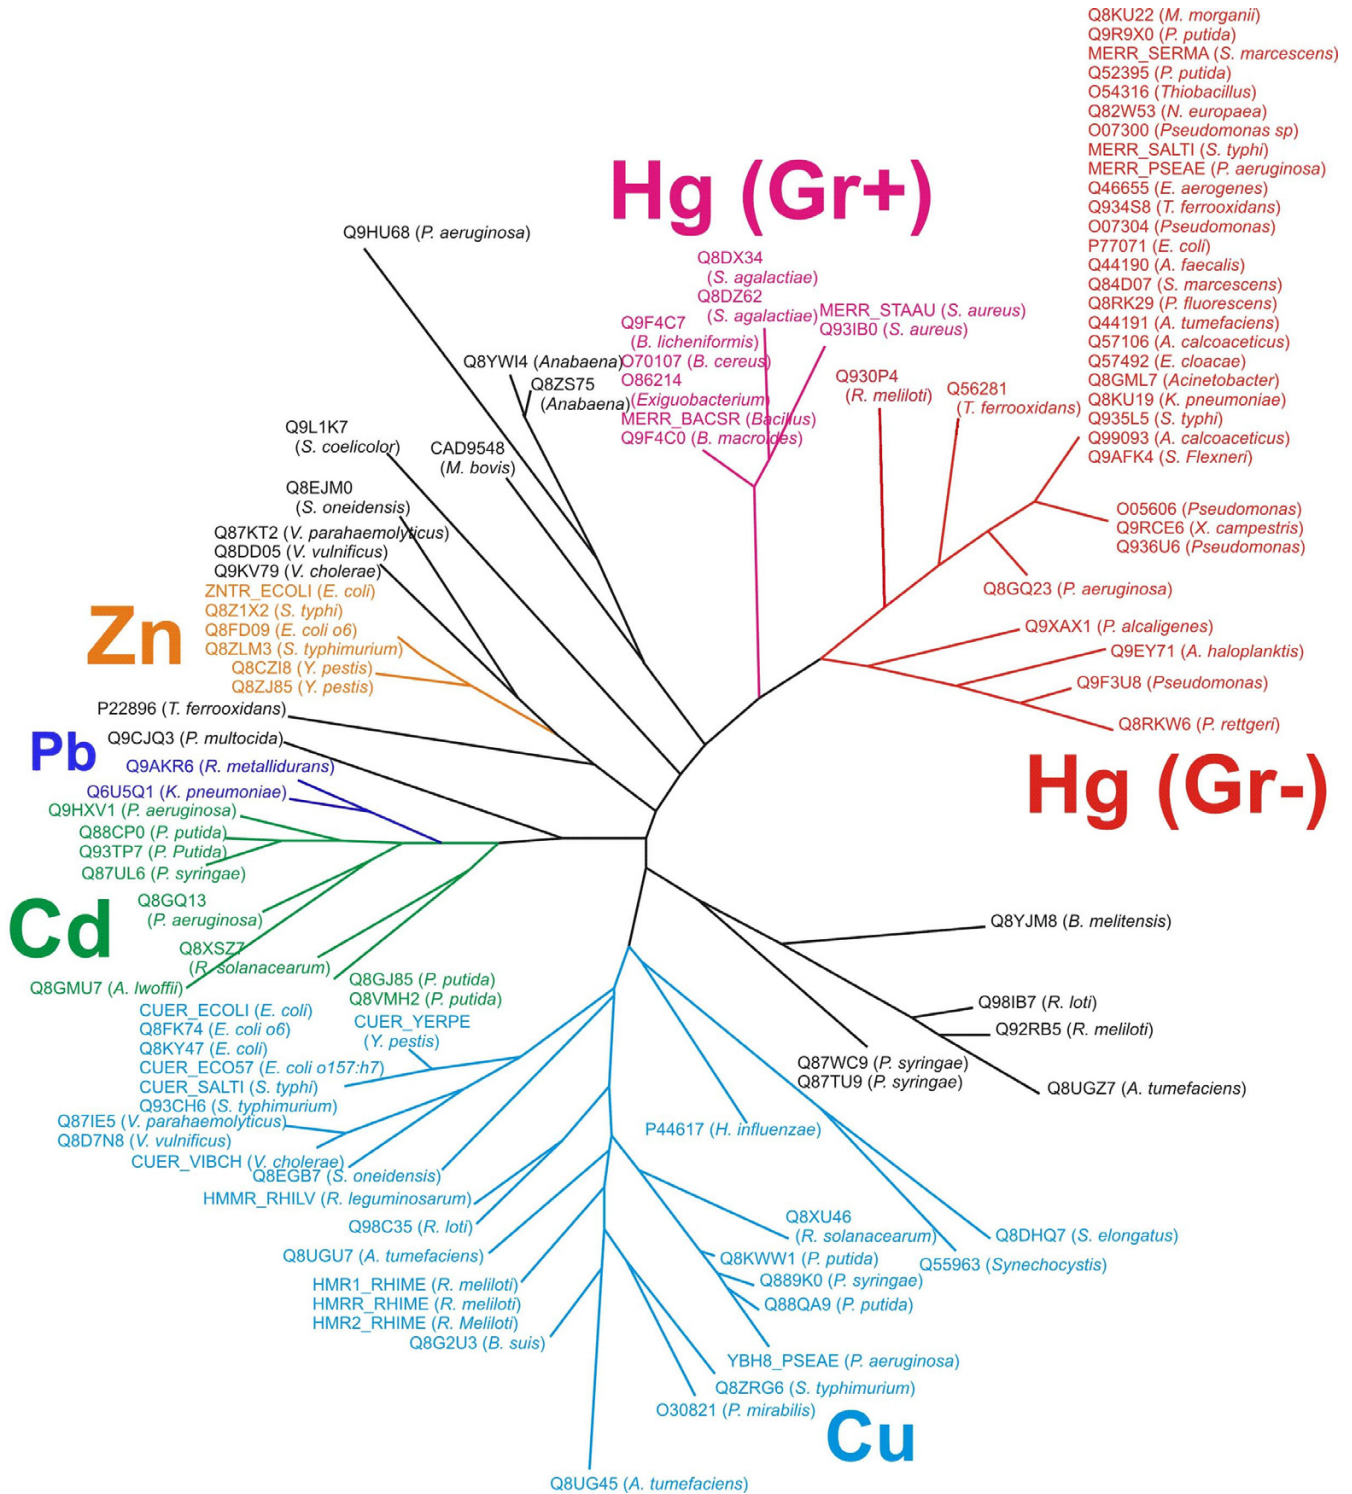 Q8KU22 (M. morganii)
Q9R9X0 (P. putida)
MERR_SERMA (S. marcescens)
Q52395 (P. putida)
O54316 (Thiobacillus)
Q82W53 (N. europaea)
O07300 (Pseudomonas sp)
MERR_SALTI (S. typhi)
MERR_PSEAE (P. aeruginosa)
Q46655 (E. aerogenes)
Q934S8 (T. ferrooxidans)
O07304 (Pseudomonas)
P77071 (E. coli)
Q44190 (A. faecalis)
Q84D07 (S. marcescens)
Q8RK29 (P. fluorescens)
Q44191 (A. tumefaciens)
Q57106 (A. calcoaceticus)
Q57492 (E. cloacae)
Q8GML7 (Acinetobacter)
Q8KU19 (K. pneumoniae)
Q935L5 (S. typhi)
Q99093 (A. calcoaceticus)
Q9AFK4 (S. Flexneri)
Hg (Gr+)
Q9HU68 (P. aeruginosa)
Q8DX34
(S. agalactiae)
Q8DZ62
(S. agalactiae)
MERR_STAAU (S. aureus)
Q93IB0 (S. aureus)
Q9F4C7
(B. licheniformis)
O70107 (B. cereus)
O86214
(Exiguobacterium)
MERR_BACSR (Bacillus)
Q9F4C0 (B. macroides)
Q8YWI4 (Anabaena)
Q8ZS75
(Anabaena)
Q930P4
(R. meliloti)
Q56281
(T. ferrooxidans)
Q9L1K7
(S. coelicolor)
CAD9548
(M. bovis)
Q8EJM0
(S. oneidensis)
O05606 (Pseudomonas)
Q9RCE6 (X. campestris)
Q936U6 (Pseudomonas)
Q87KT2 (V. parahaemolyticus)
Q8DD05 (V. vulnificus)
Q9KV79 (V. cholerae)
Q8GQ23 (P. aeruginosa)
Zn
ZNTR_ECOLI (E. coli)
Q8Z1X2 (S. typhi)
Q8FD09 (E. coli o6)
Q8ZLM3 (S. typhimurium)
Q8CZI8 (Y. pestis)
Q8ZJ85 (Y. pestis)
Q9XAX1 (P. alcaligenes)
Q9EY71 (A. haloplanktis)
Q9F3U8 (Pseudomonas)
Q8RKW6 (P. rettgeri)
Hg (Gr-)
P22896 (T. ferrooxidans)
Q9CJQ3 (P. multocida)
Pb
Q9AKR6 (R. metallidurans)
Q6U5Q1 (K. pneumoniae)
Q9HXV1 (P. aeruginosa)
Q88CP0 (P. putida)
Q93TP7 (P. Putida)
Q87UL6 (P. syringae)
Cd
Q8GQ13
(P. aeruginosa)
Q8XSZ7
(R. solanacearum)
Q8GMU7 (A. lwoffii)
Q8GJ85 (P. putida)
Q8VMH2 (P. putida)
Q8YJM8 (B. melitensis)
Q98IB7 (R. loti)
Q92RB5 (R. meliloti)
Q87WC9 (P. syringae)
Q87TU9 (P. syringae)
Q8UGZ7 (A. tumefaciens)
CUER_ECOLI (E. coli)
Q8FK74 (E. coli o6)
Q8KY47 (E. coli)
CUER_ECO57 (E. coli o157:h7)
CUER_SALTI (S. typhi)
Q93CH6 (S. typhimurium)
CUER_YERPE
(Y. pestis)
Q87IE5 (V. parahaemolyticus)
Q8D7N8 (V. vulnificus)
CUER_VIBCH (V. cholerae)
Q8EGB7 (S. oneidensis)
HMMR_RHILV (R. leguminosarum)
Q98C35 (R. loti)
Q8UGU7 (A. tumefaciens)
HMR1_RHIME (R. meliloti)
HMRR_RHIME (R. meliloti)
HMR2_RHIME (R. Meliloti)
Q8G2U3 (B. suis)
P44617 (H. influenzae)
Q8XU46
(R. solanacearum)
Q8KWW1 (P. putida)
Q889K0 (P. syringae)
Q88QA9 (P. putida)
Q8DHQ7 (S. elongatus)
Q55963 (Synechocystis)
YBH8_PSEAE (P. aeruginosa)
Q8ZRG6 (S. typhimurium)
O30821 (P. mirabilis)
Cu
Q8UG45 (A. tumefaciens)